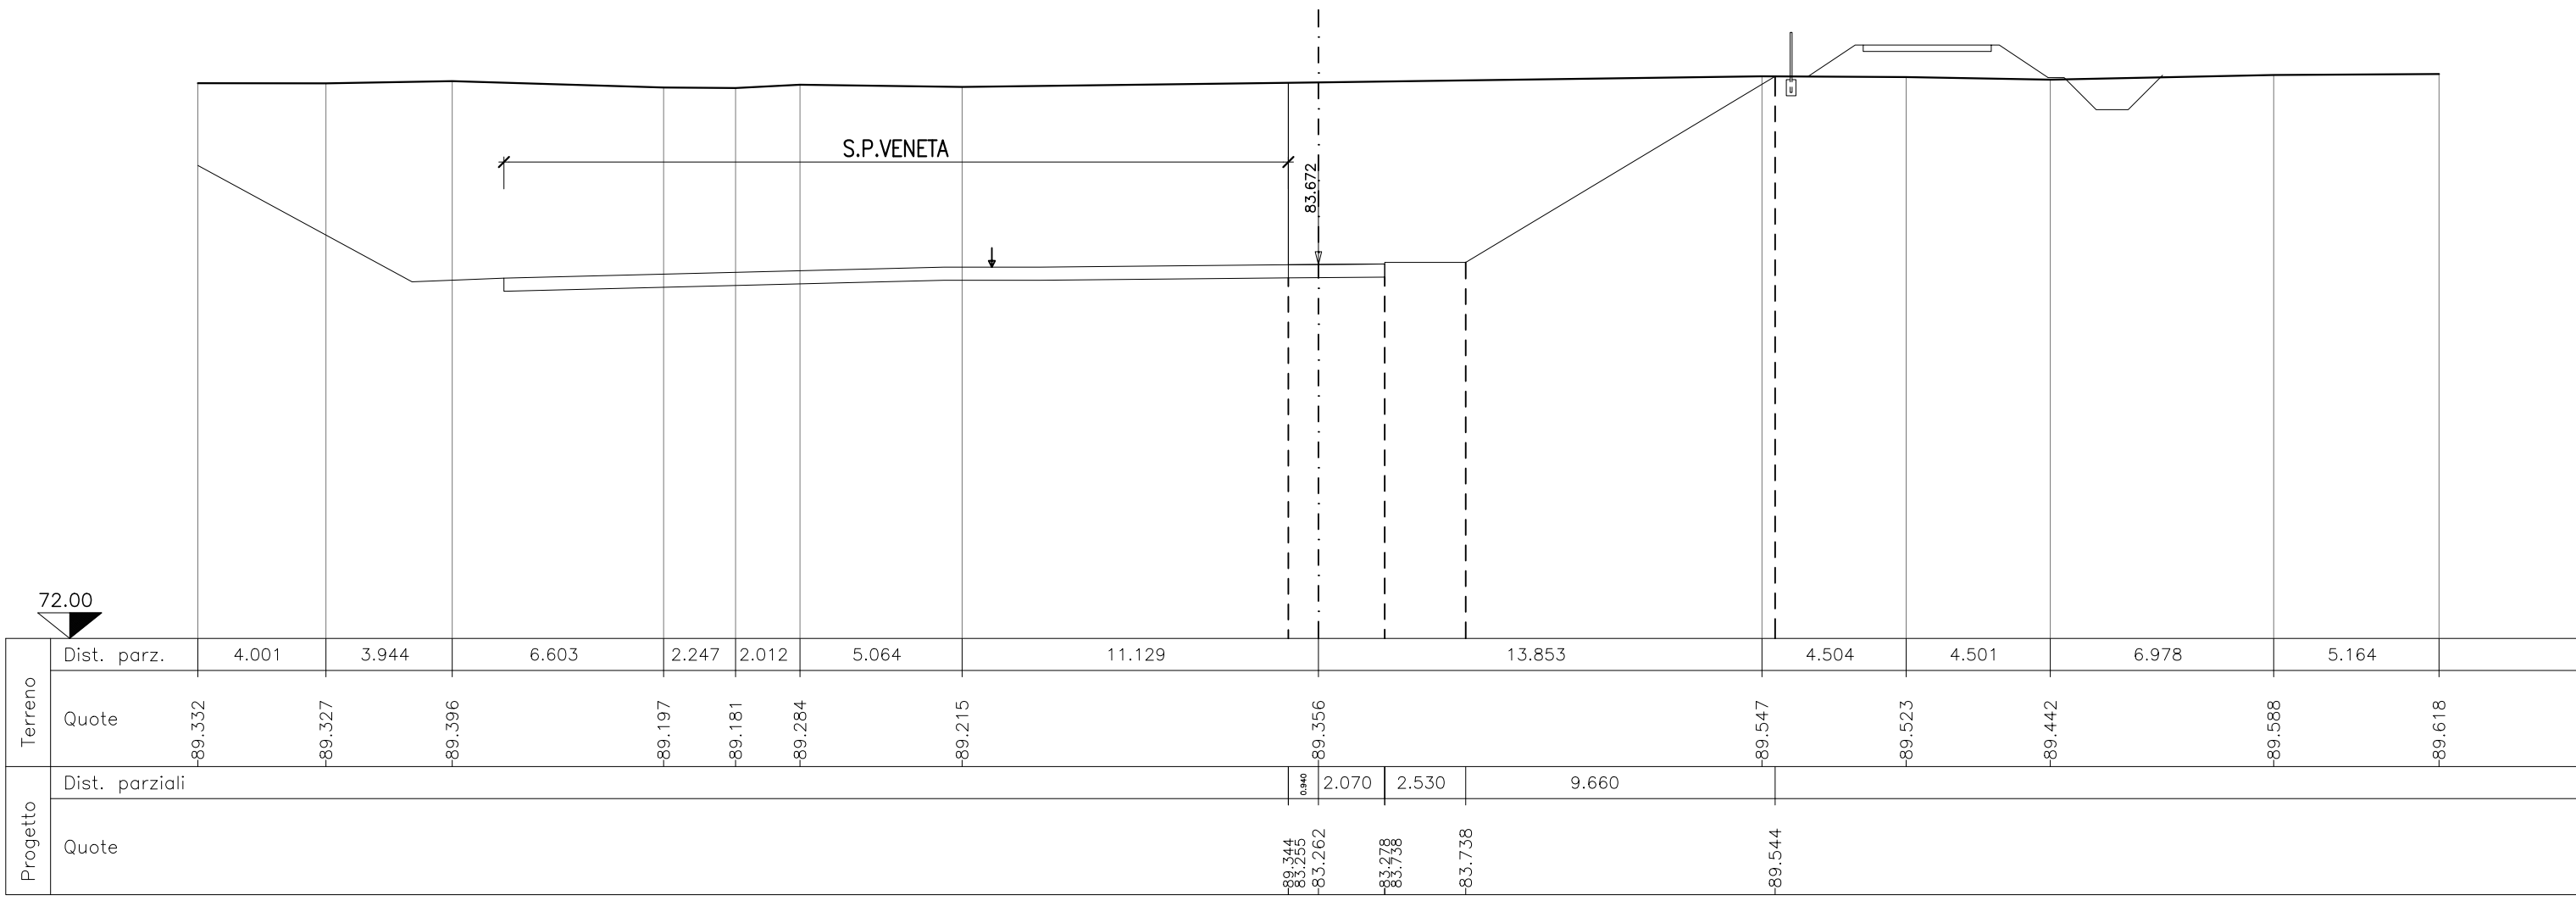 S.P.VENETA
83.672
72.00
Terreno
Dist. parz. 4.001 3.944 6.603 2.247 2.012 5.064 11.129 13.853 4.504 4.501 6.978 5.164
Quote 89.332 89.327 89.396 89.197 89.181 89.284 89.215 89.356 89.547 89.523 89.442 89.588 89.618
Progetto
Dist. parziali 0.940 2.070 2.530 9.660
Quote 89.344 83.255 83.262 83.278 83.738 83.738 89.544